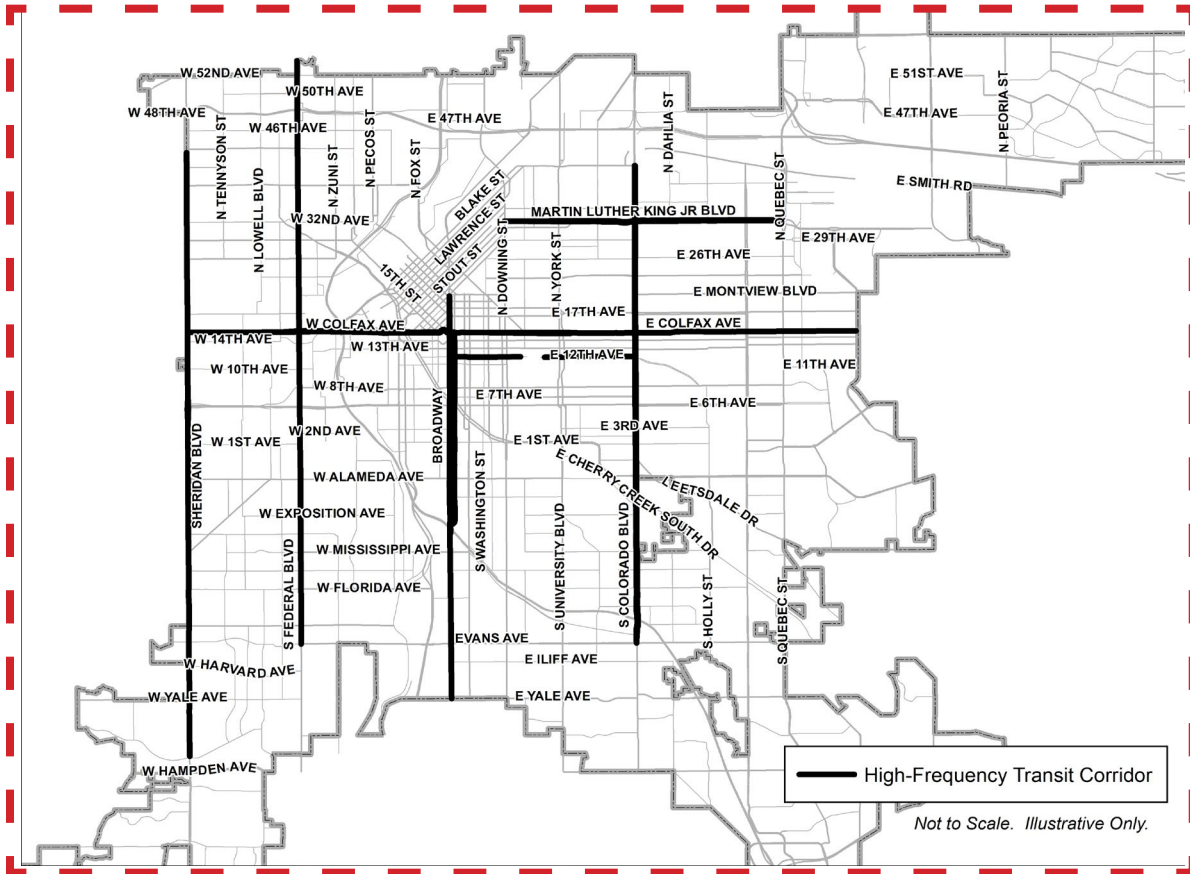 W 52ND AVE
W 50TH AVE
W 48TH AVE
W 46TH AVE
E 47TH AVE
E 51ST AVE
E 47TH AVE
N PEORIA ST
N DAHLIA ST
N TENNYSON ST
N LOWELL BLVD
N ZUNI ST
N PECOS ST
N FOX ST
BLAKE ST
LAWRENCE ST
STOUT ST
15TH ST
N QUEBEC ST
E SMITH RD
W 32ND AVE
MARTIN LUTHER KING JR BLVD
N DOWNING ST
N YORK ST
E 29TH AVE
E 26TH AVE
E MONTVIEW BLVD
E 17TH AVE
W COLFAX AVE
E COLFAX AVE
W 14TH AVE
W 13TH AVE
E 12TH AVE
W 10TH AVE
E 11TH AVE
W 8TH AVE
E 7TH AVE
E 6TH AVE
BROADWAY
W 2ND AVE
W 1ST AVE
E 3RD AVE
E 1ST AVE
SHERIDAN BLVD
W ALAMEDA AVE
E CHERRY CREEK SOUTH DR
LEETSDALE DR
S WASHINGTON ST
W EXPOSITION AVE
S FEDERAL BLVD
W MISSISSIPPI AVE
S UNIVERSITY BLVD
S COLORADO BLVD
W FLORIDA AVE
S HOLLY ST
S QUEBEC ST
EVANS AVE
W HARVARD AVE
E ILIFF AVE
W YALE AVE
E YALE AVE
W HAMPDEN AVE
High-Frequency Transit Corridor
Not to Scale. Illustrative Only.